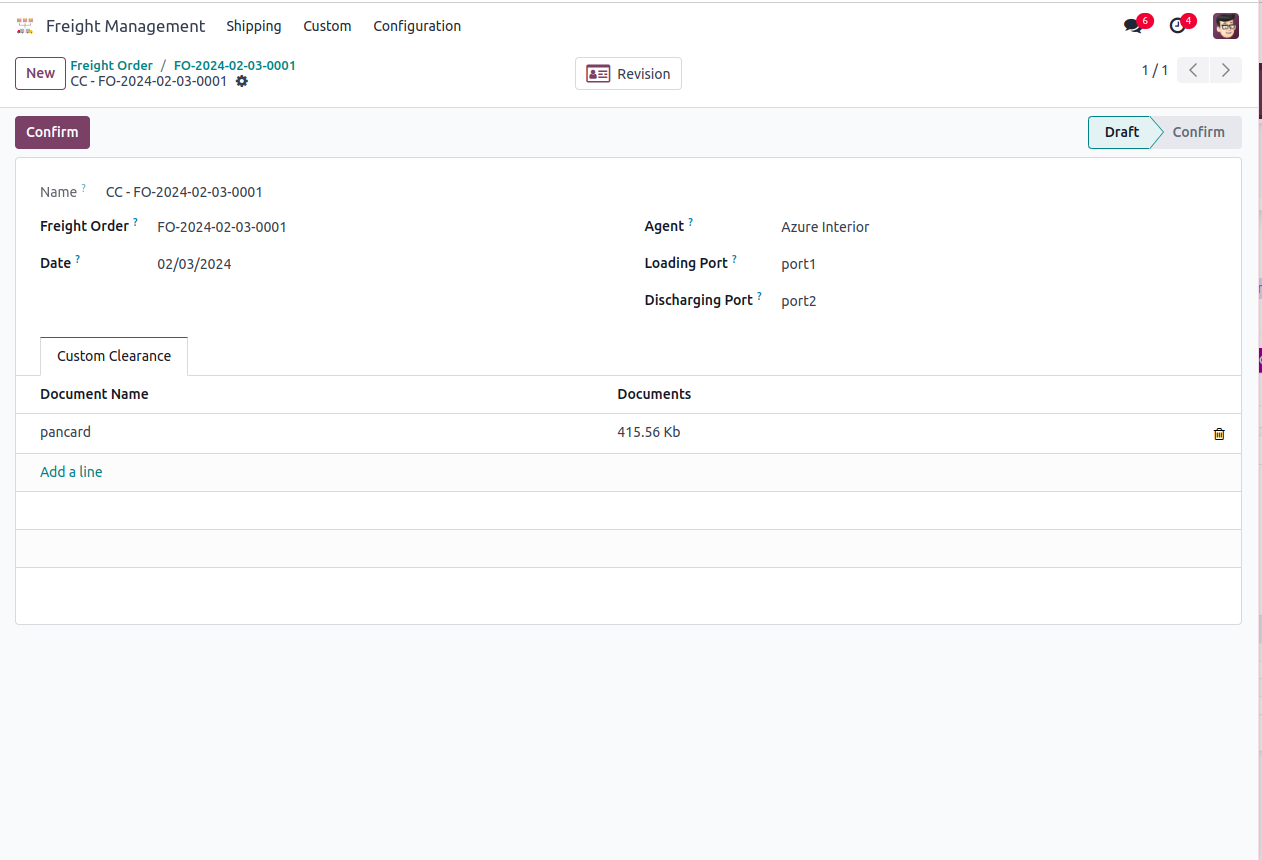 Freight Management Shipping Custom Configuration 6 4
New Freight Order / FO-2024-02-03-0001 Revision 1 / 1
CC - FO-2024-02-03-0001
Confirm Draft Confirm
Name ? CC - FO-2024-02-03-0001
Freight Order ? FO-2024-02-03-0001 Agent ? Azure Interior
Date ? 02/03/2024 Loading Port ? port1
Discharging Port ? port2
Custom Clearance
Document Name Documents
pancard 415.56 Kb
Add a line